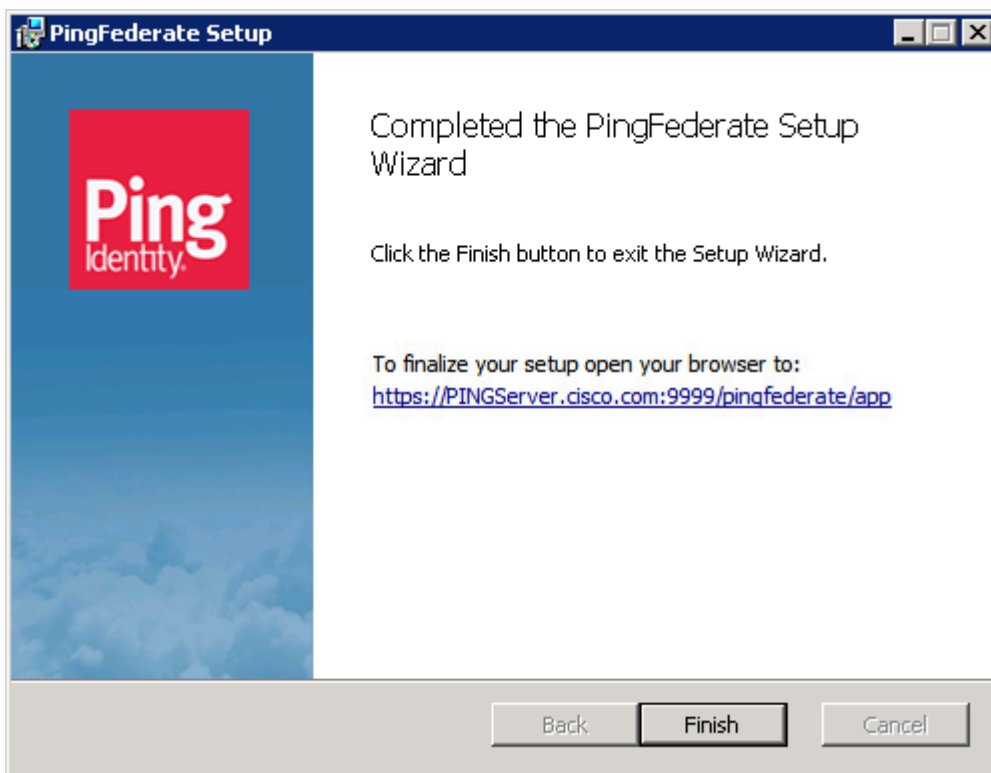 PingFederate Setup
Ping
Identity.
Completed the PingFederate Setup
Wizard
Click the Finish button to exit the Setup Wizard.
To finalize your setup open your browser to:
https://PINGServer.cisco.com:9999/pingfederate/app
Back
Finish
Cancel